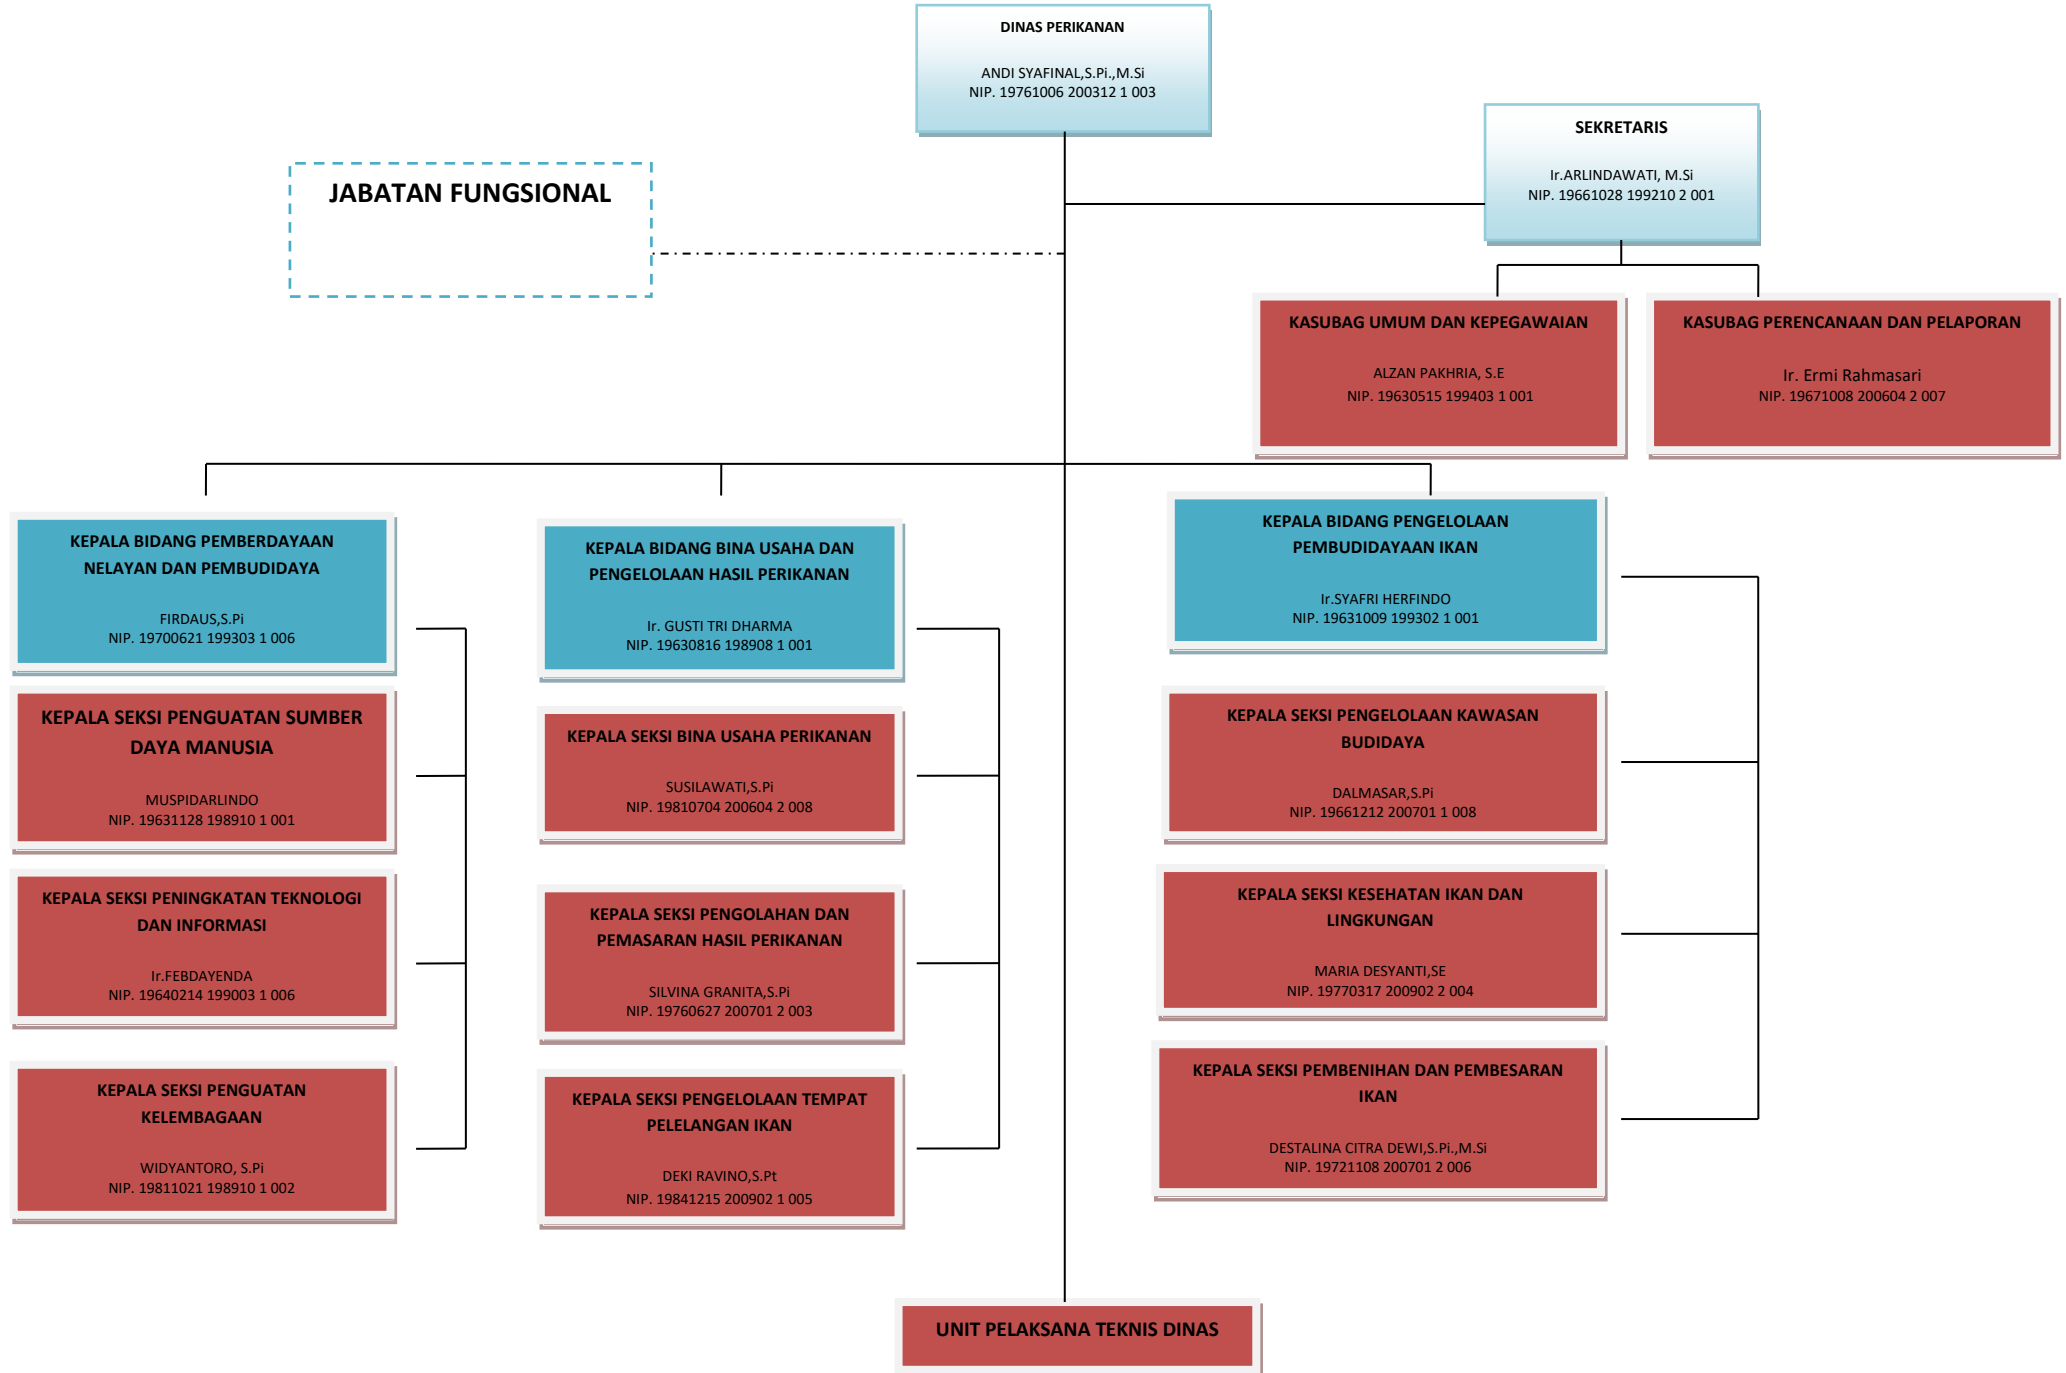 DINAS PERIKANAN
ANDI SYAFINAL,S.Pi.,M.Si
NIP. 19761006 200312 1 003
SEKRETARIS
Ir.ARLINDAWATI, M.Si
NIP. 19661028 199210 2 001
JABATAN FUNGSIONAL
KASUBAG UMUM DAN KEPEGAWAIAN
ALZAN PAKHRIA, S.E
NIP. 19630515 199403 1 001
KASUBAG PERENCANAAN DAN PELAPORAN
Ir. Ermi Rahmasari
NIP. 19671008 200604 2 007
KEPALA BIDANG PEMBERDAYAAN
NELAYAN DAN PEMBUDIDAYA
FIRDAUS,S.Pi
NIP. 19700621 199303 1 006
KEPALA SEKSI PENGUATAN SUMBER
DAYA MANUSIA
MUSPIDARLINDO
NIP. 19631128 198910 1 001
KEPALA SEKSI PENINGKATAN TEKNOLOGI
DAN INFORMASI
Ir.FEBDAYENDA
NIP. 19640214 199003 1 006
KEPALA SEKSI PENGUATAN
KELEMBAGAAN
WIDYANTORO, S.Pi
NIP. 19811021 198910 1 002
KEPALA BIDANG BINA USAHA DAN
PENGELOLAAN HASIL PERIKANAN
Ir. GUSTI TRI DHARMA
NIP. 19630816 198908 1 001
KEPALA SEKSI BINA USAHA PERIKANAN
SUSILAWATI,S.Pi
NIP. 19810704 200604 2 008
KEPALA SEKSI PENGOLAHAN DAN
PEMASARAN HASIL PERIKANAN
SILVINA GRANITA,S.Pi
NIP. 19760627 200701 2 003
KEPALA SEKSI PENGELOLAAN TEMPAT
PELELANGAN IKAN
DEKI RAVINO,S.Pt
NIP. 19841215 200902 1 005
KEPALA BIDANG PENGELOLAAN
PEMBUDIDAYAAN IKAN
Ir.SYAFRI HERFINDO
NIP. 19631009 199302 1 001
KEPALA SEKSI PENGELOLAAN KAWASAN
BUDIDAYA
DALMASAR,S.Pi
NIP. 19661212 200701 1 008
KEPALA SEKSI KESEHATAN IKAN DAN
LINGKUNGAN
MARIA DESYANTI,SE
NIP. 19770317 200902 2 004
KEPALA SEKSI PEMBENIHAN DAN PEMBESARAN
IKAN
DESTALINA CITRA DEWI,S.Pi.,M.Si
NIP. 19721108 200701 2 006
UNIT PELAKSANA TEKNIS DINAS